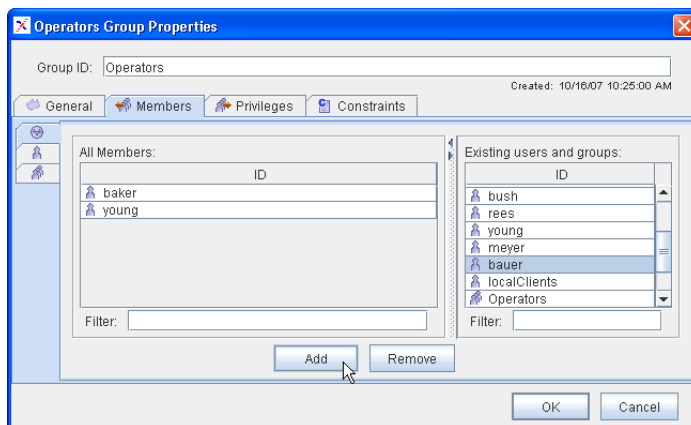 Operators Group Properties
Group ID: Operators
Created: 10/16/07 10:25:00 AM
General Members Privileges Constraints
All Members:
ID
baker
young
Filter:
Existing users and groups:
ID
bush
rees
young
meyer
bauer
localClients
Operators
Filter:
Add Remove
OK Cancel